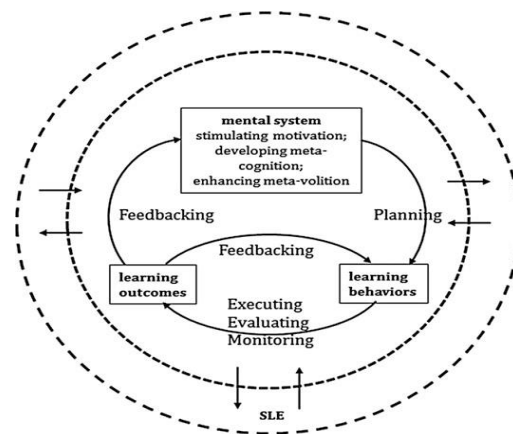 mental system
stimulating motivation;
developing meta-
cognition;
enhancing meta-volition
Feedbacking
Planning
Feedbacking
learning
outcomes
learning
behaviors
Executing
Evaluating
Monitoring
SLE